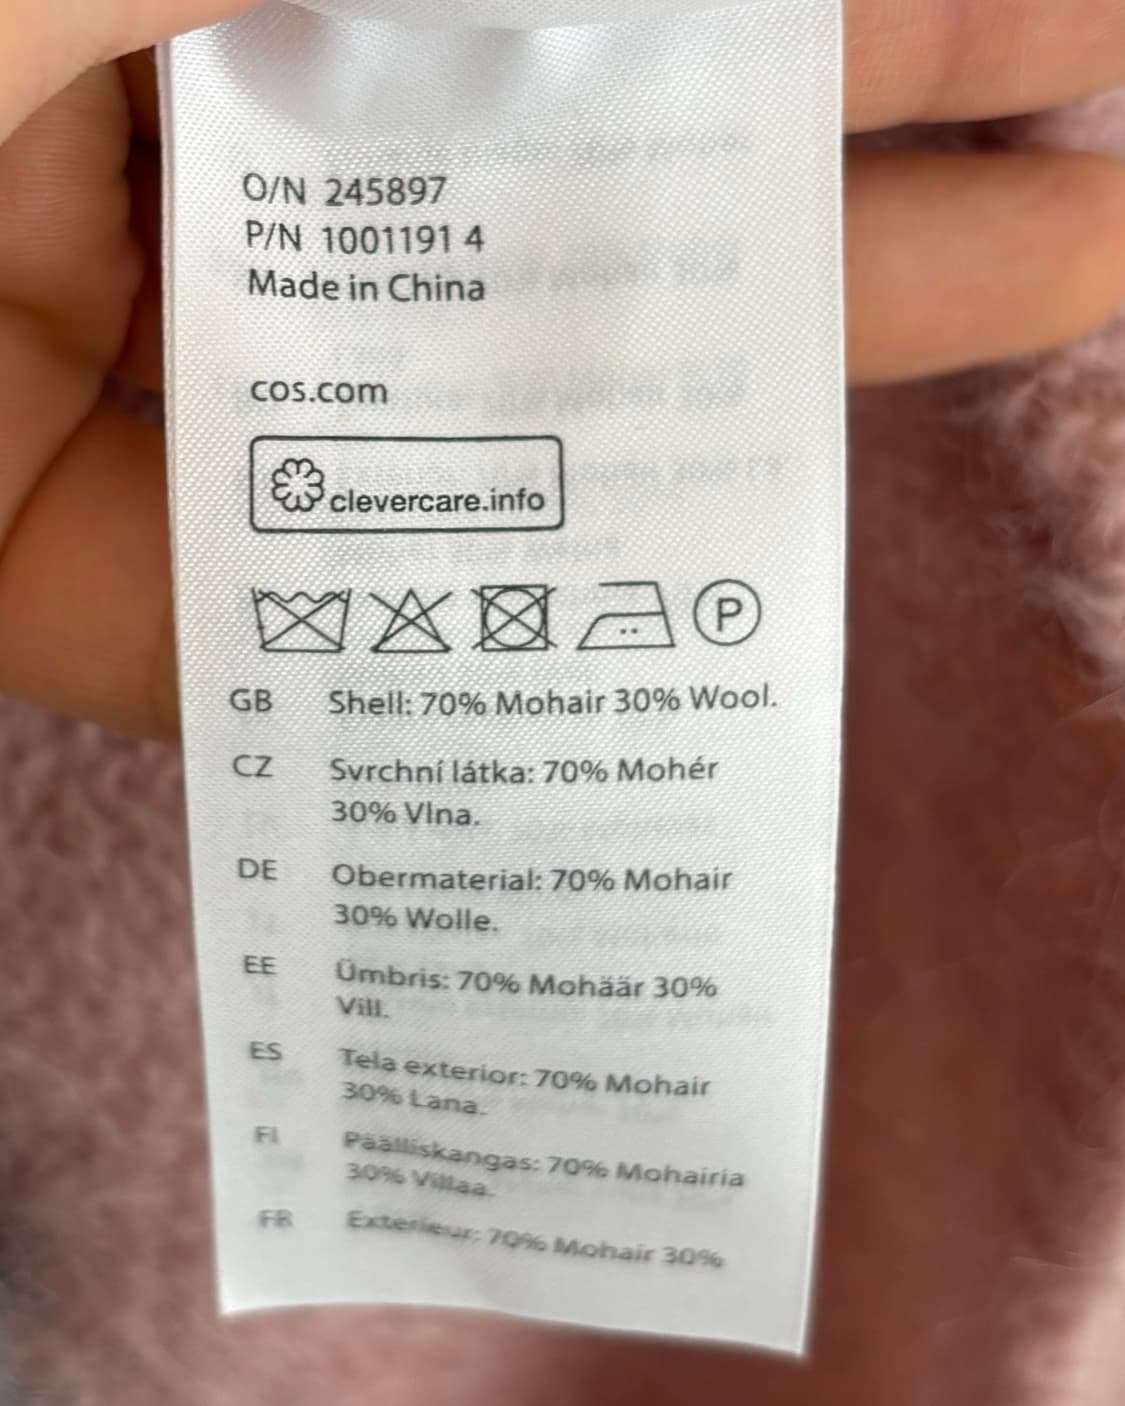 O/N 245897
P/N 1001191 4
Made in China
cos.com
clevercare.info
P
GB Shell: 70% Mohair 30% Wool.
CZ Svrchní látka: 70% Mohér
30% Vlna.
DE Obermaterial: 70% Mohair
30% Wolle.
EE Ümbris: 70% Mohäär 30%
Vill.
ES Tela exterior: 70% Mohair
30% Lana.
FI Päälliskangas: 70% Mohairia
30% Villaa.
FR Exterieur: 70% Mohair 30%